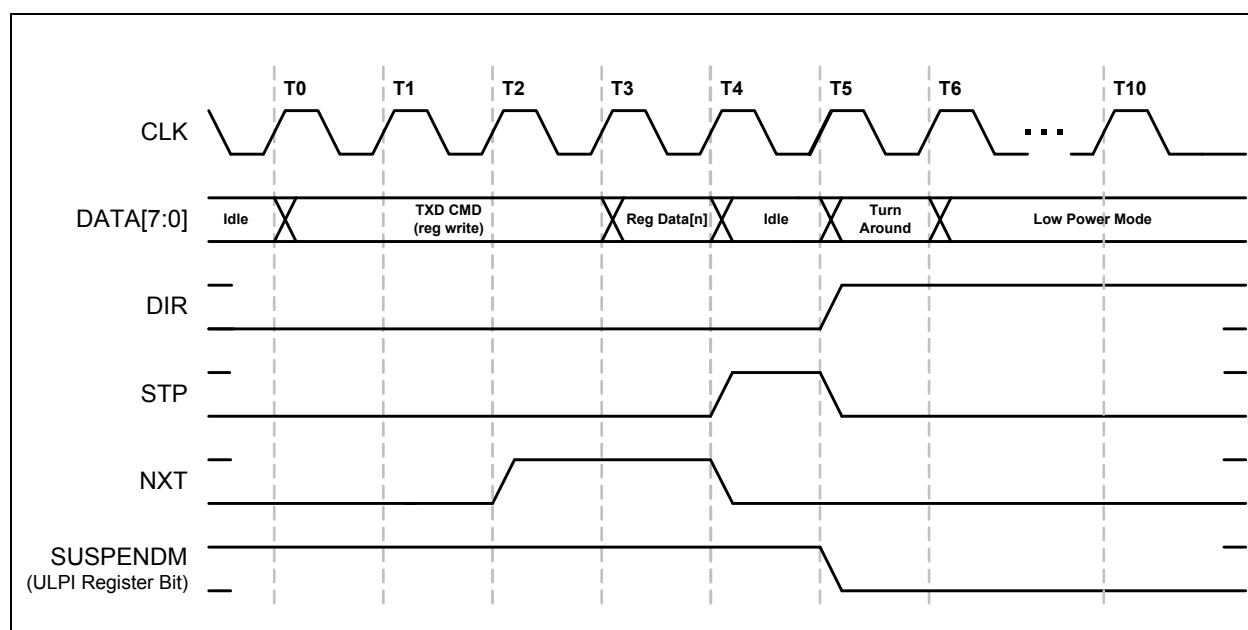 T0 T1 T2 T3 T4 T5 T6 T10
CLK
...
DATA[7:0] Idle TXD CMD Reg Data[n] Idle Turn Low Power Mode
(reg write) Around
DIR
STP
NXT
SUSPENDM
(ULPI Register Bit)